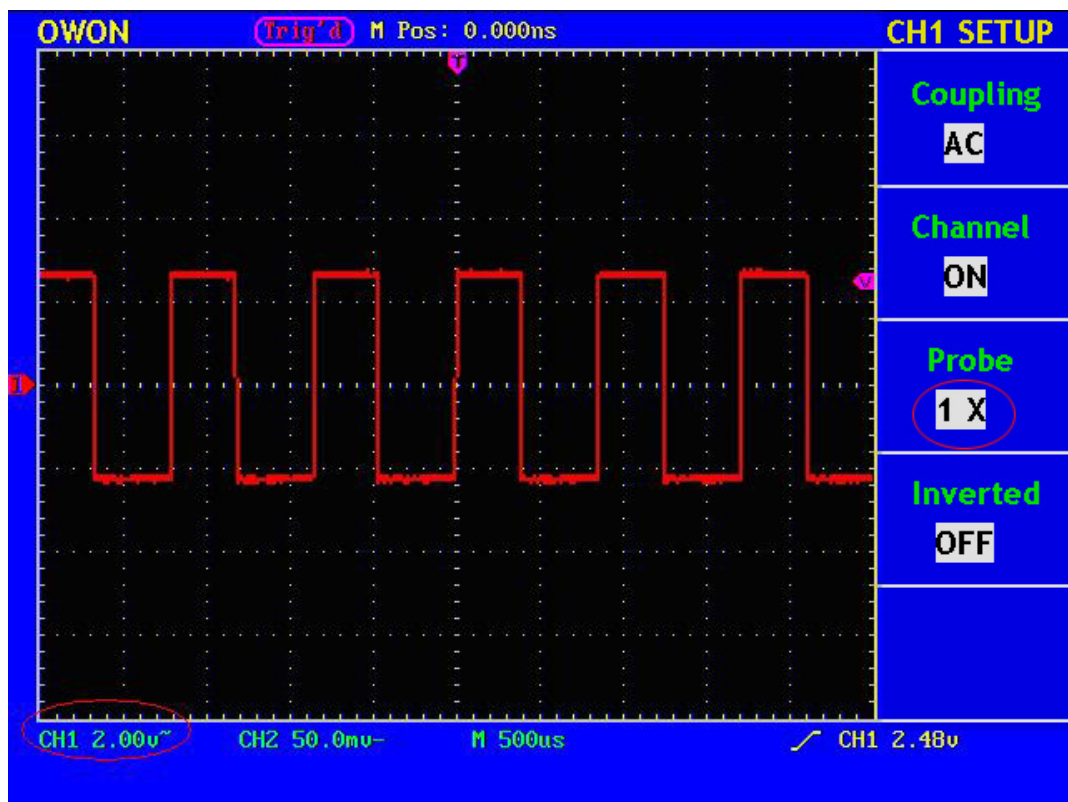 OWON Trig'd M Pos: 0.000ns CH1 SETUP
T
Coupling
AC
Channel
ON
V
Probe
1
1 X
Inverted
OFF
CH1 2.00v~ CH2 50.0mv- M 500us CH1 2.48v